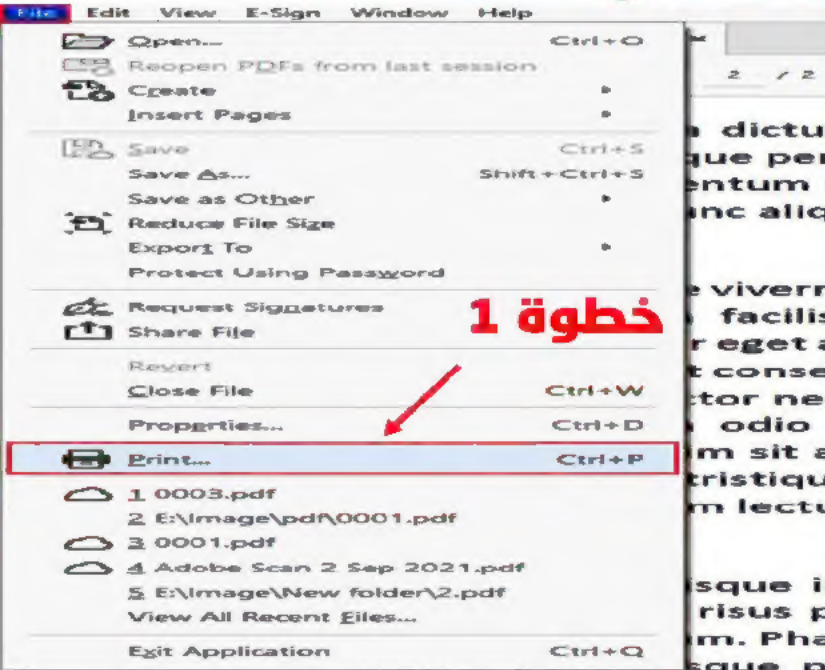 File Edit View E-Sign Window Help
Open... Ctrl+O
Reopen PDFs from last session
Create
Insert Pages
Save Ctrl+S
Save As... Shift+Ctrl+S
Save as Other
Reduce File Size
Export To
Protect Using Password
Request Signatures
Share File
خطوة 1
Revert
Close File Ctrl+W
Properties... Ctrl+D
Print... Ctrl+P
1 0003.pdf
2 E:\Image\pdf\0001.pdf
3 0001.pdf
4 Adobe Scan 2 Sep 2021.pdf
5 E:\Image\New folder\2.pdf
View All Recent Files...
Exit Application Ctrl+Q
2 / 2
dictu
que per
entum
unc aliq
viverr
facilis
r eget a
t conse
ctor ne
odio
m sit a
tristiqu
m lectu
sque i
risus p
m. Pha